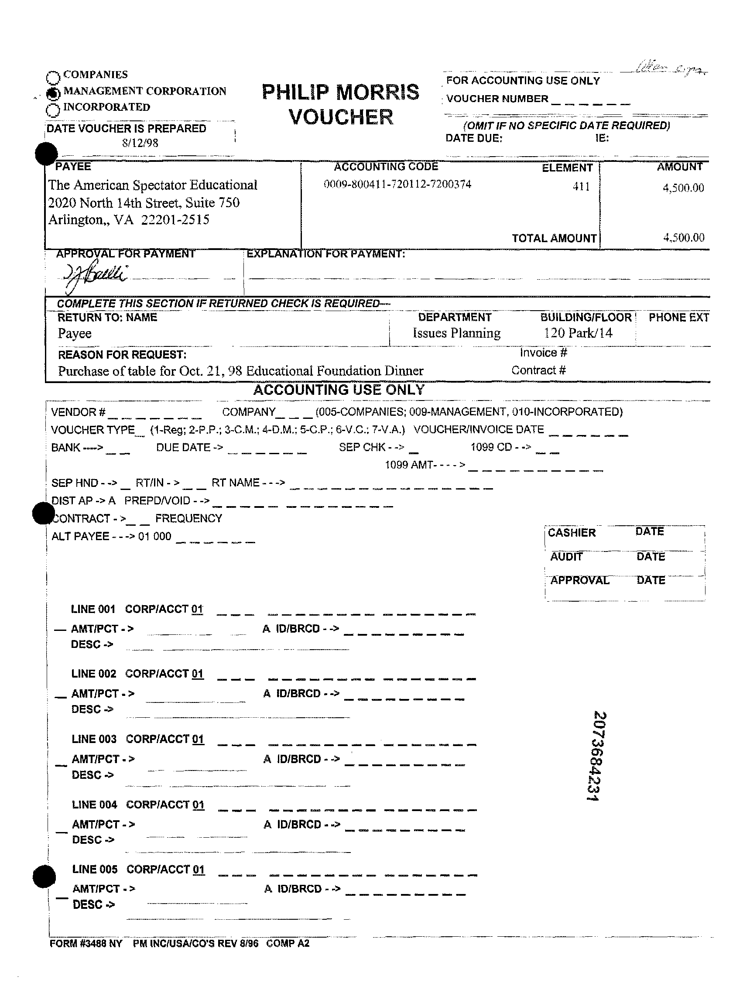 COMPANIES
MANAGEMENT CORPORATION
INCORPORATED
PHILIP MORRIS
VOUCHER
FOR ACCOUNTING USE ONLY
VOUCHER NUMBER _ _ _ _ _ _
DATE VOUCHER IS PREPARED
8/12/98
(OMIT IF NO SPECIFIC DATE REQUIRED)
DATE DUE: IE:
PAYEE ACCOUNTING CODE ELEMENT AMOUNT
The American Spectator Educational 0009-800411-720112-7200374 411 4,500.00
2020 North 14th Street, Suite 750
Arlington,, VA 22201-2515
TOTAL AMOUNT 4,500.00
APPROVAL FOR PAYMENT EXPLANATION FOR PAYMENT:
COMPLETE THIS SECTION IF RETURNED CHECK IS REQUIRED---
RETURN TO: NAME DEPARTMENT BUILDING/FLOOR PHONE EXT
Payee Issues Planning 120 Park/14
REASON FOR REQUEST: Invoice #
Purchase of table for Oct. 21, 98 Educational Foundation Dinner Contract #
ACCOUNTING USE ONLY
VENDOR # _ _ _ _ _ _ _ COMPANY _ _ _ (005-COMPANIES; 009-MANAGEMENT, 010-INCORPORATED)
VOUCHER TYPE _ (1-Reg; 2-P.P.; 3-C.M.; 4-D.M.; 5-C.P.; 6-V.C.; 7-V.A.) VOUCHER/INVOICE DATE _ _ _ _ _ _
BANK ----> _ _ DUE DATE -> _ _ _ _ _ _ SEP CHK - -> _ 1099 CD - -> _ _
1099 AMT- - - - > _ _ _ _ _ _ _ _ _ _
SEP HND - -> _ RT/IN - > _ _ RT NAME - - -> _ _ _ _ _ _ _ _ _ _ _ _ _ _ _
DIST AP -> A PREPD/VOID - -> _ _ _ _ _ _ _ _ _ _ _ _ _
CONTRACT - > _ _ FREQUENCY
ALT PAYEE - - -> 01 000 _ _ _ _ _ _
CASHIER DATE
AUDIT DATE
APPROVAL DATE
LINE 001 CORP/ACCT 01 _ _ _ _ _ _ _ _ _ _ _ _ _ _
AMT/PCT - > A ID/BRCD - -> _ _ _ _ _ _ _ _
DESC ->
LINE 002 CORP/ACCT 01 _ _ _ _ _ _ _ _ _ _ _ _ _ _
AMT/PCT - > A ID/BRCD - -> _ _ _ _ _ _ _ _
DESC ->
LINE 003 CORP/ACCT 01 _ _ _ _ _ _ _ _ _ _ _ _ _ _
AMT/PCT - > A ID/BRCD - -> _ _ _ _ _ _ _ _
DESC ->
LINE 004 CORP/ACCT 01 _ _ _ _ _ _ _ _ _ _ _ _ _ _
AMT/PCT - > A ID/BRCD - -> _ _ _ _ _ _ _ _
DESC ->
LINE 005 CORP/ACCT 01 _ _ _ _ _ _ _ _ _ _ _ _ _ _
AMT/PCT - > A ID/BRCD - -> _ _ _ _ _ _ _ _
DESC ->
2073684231
FORM #3488 NY PM INC/USA/CO'S REV 8/96 COMP A2